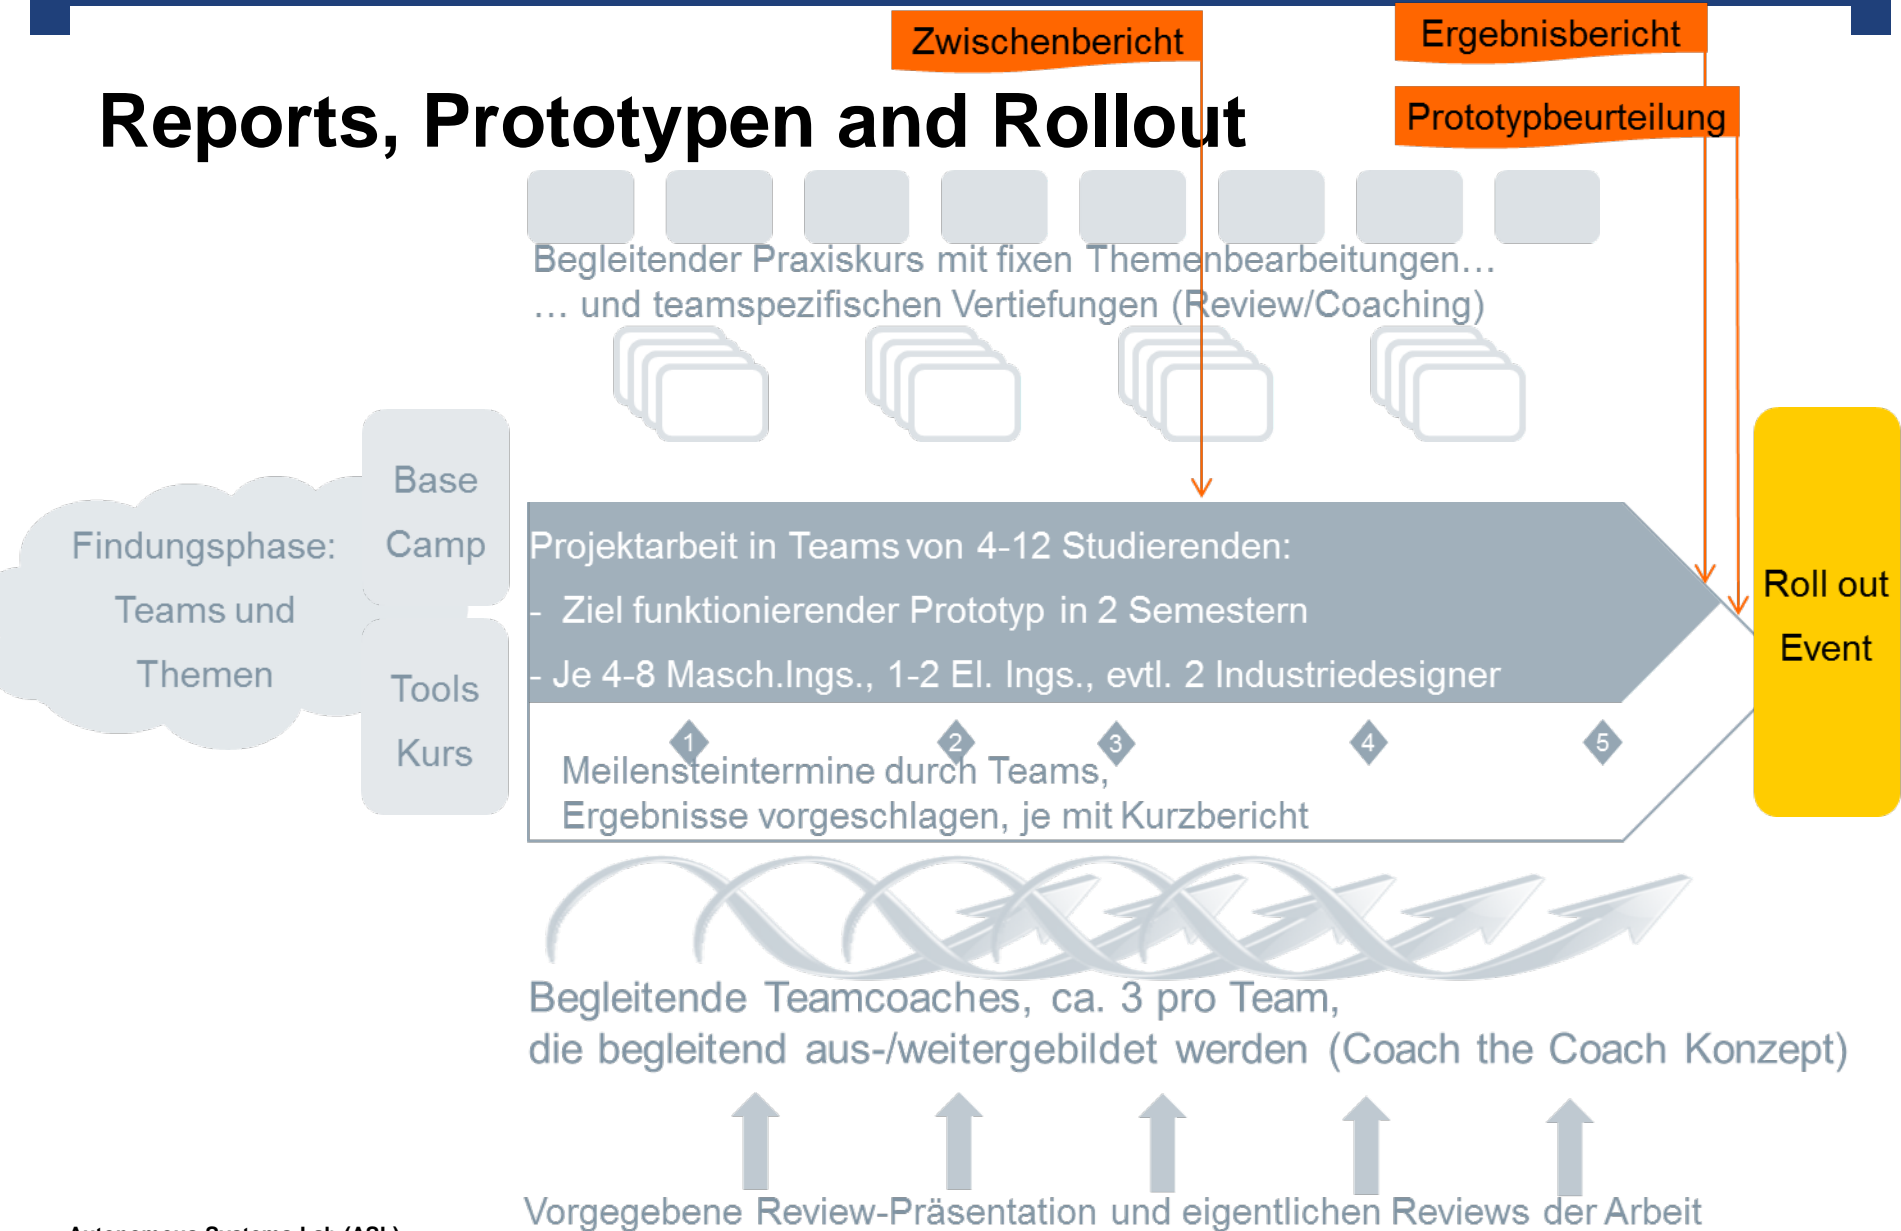 Zwischenbericht
Ergebnisbericht
Reports, Prototypen and Rollout
Prototypbeurteilung
Begleitender Praxiskurs mit fixen Themenbearbeitungen…
… und teamspezifischen Vertiefungen (Review/Coaching)
Findungsphase:
Teams und
Themen
Base
Camp
Tools
Kurs
Projektarbeit in Teams von 4-12 Studierenden:
- Ziel funktionierender Prototyp in 2 Semestern
- Je 4-8 Masch.Ings., 1-2 El. Ings., evtl. 2 Industriedesigner
Roll out
Event
1 2 3 4 5
Meilensteintermine durch Teams,
Ergebnisse vorgeschlagen, je mit Kurzbericht
Begleitende Teamcoaches, ca. 3 pro Team,
die begleitend aus-/weitergebildet werden (Coach the Coach Konzept)
Vorgegebene Review-Präsentation und eigentlichen Reviews der Arbeit
Autonomous Systems Lab (ASL)